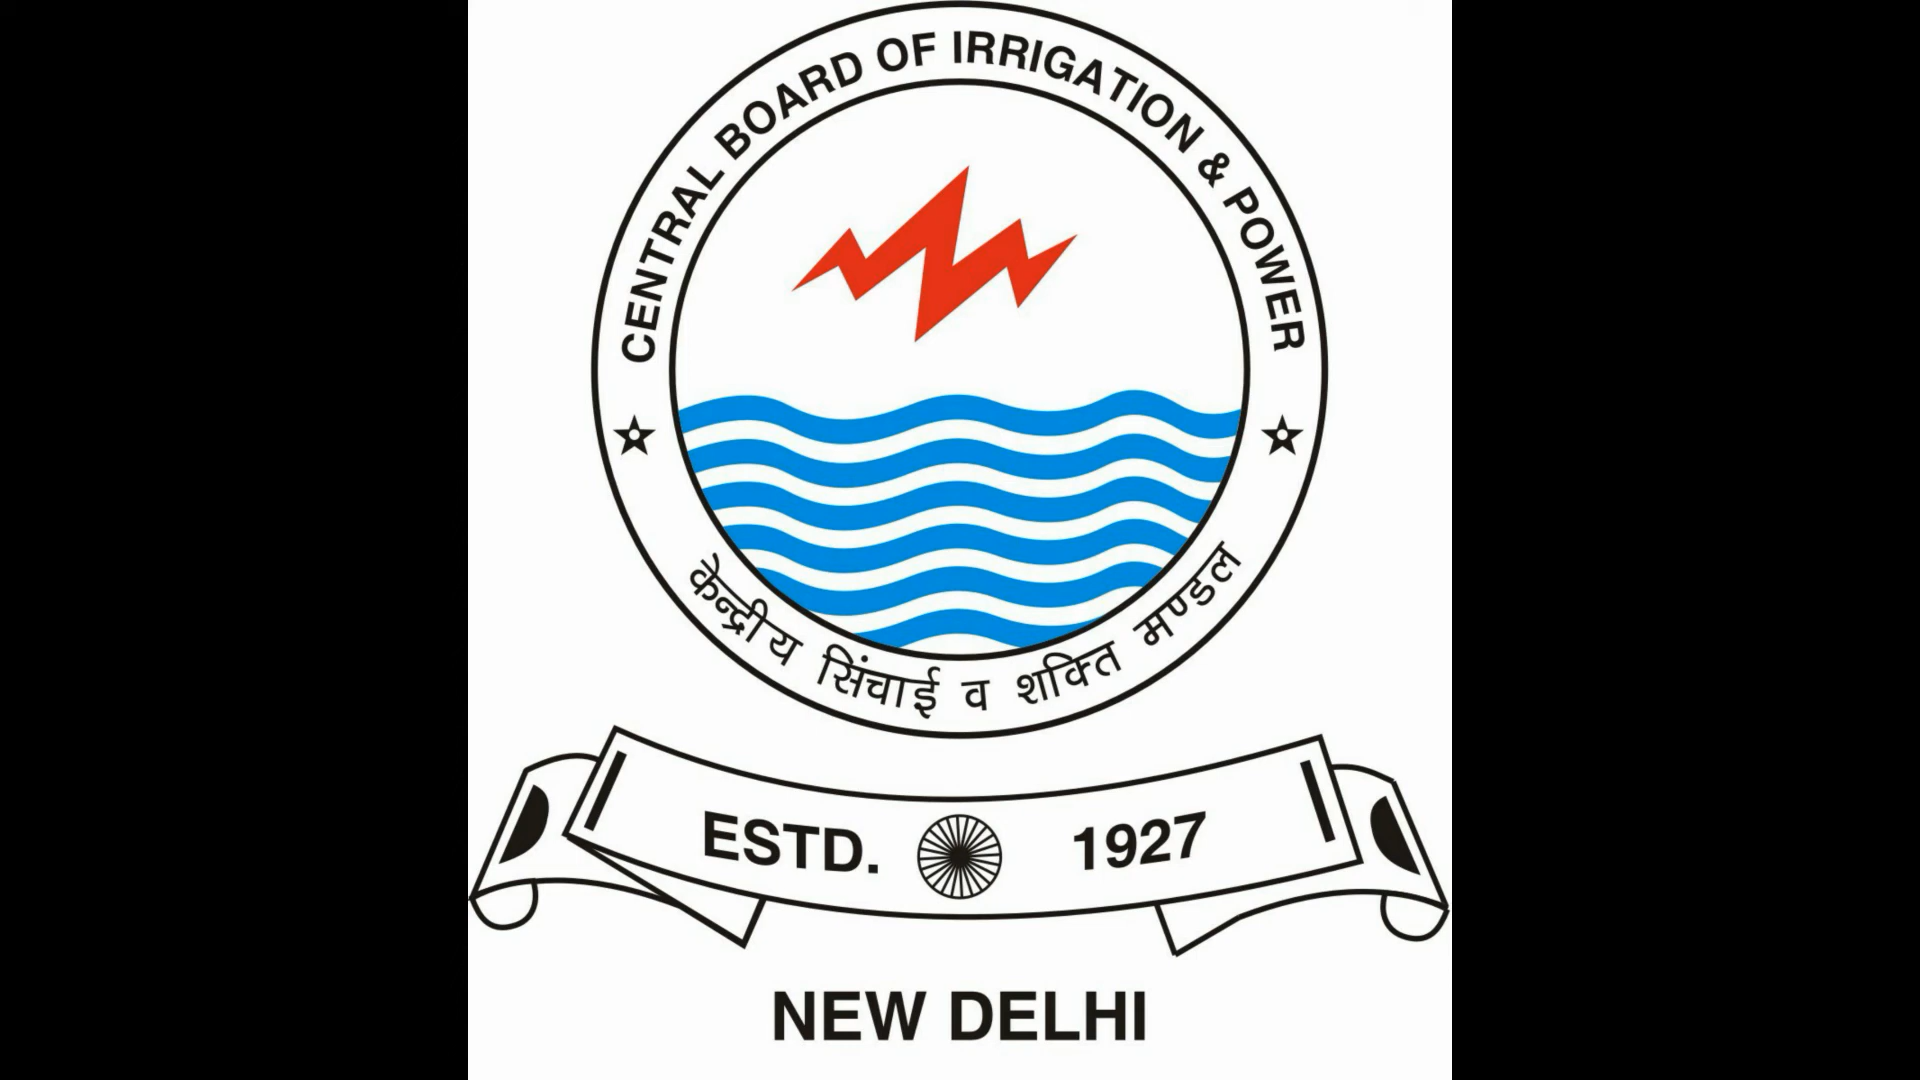 CENTRAL BOARD OF IRRIGATION & POWER
केन्द्रीय सिंचाई व शक्ति मण्डल
ESTD. 1927
NEW DELHI